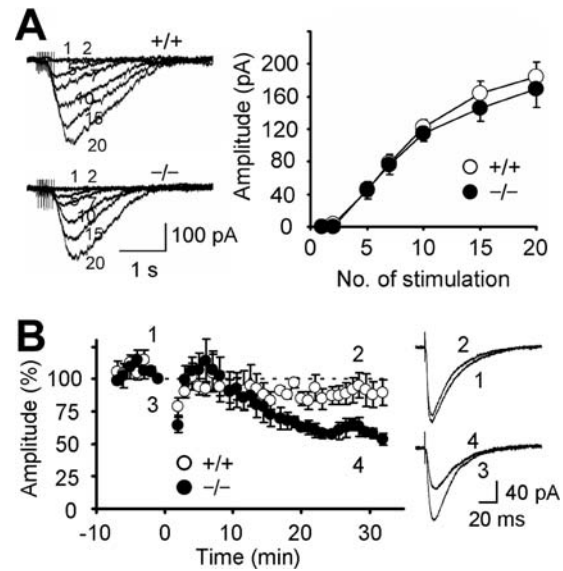 A
1 2 +/+
5 7
10
15
20
1 2 −/−
10
15
20
100 pA
1 s
Amplitude (pA)
200
160
120
80
40
0
+/+
−/−
0 5 10 15 20
No. of stimulation
B
Amplitude (%)
100
75
50
25
0
1
2
3
4
+/+
−/−
-10 0 10 20 30
Time (min)
2
1
4
3
40 pA
20 ms